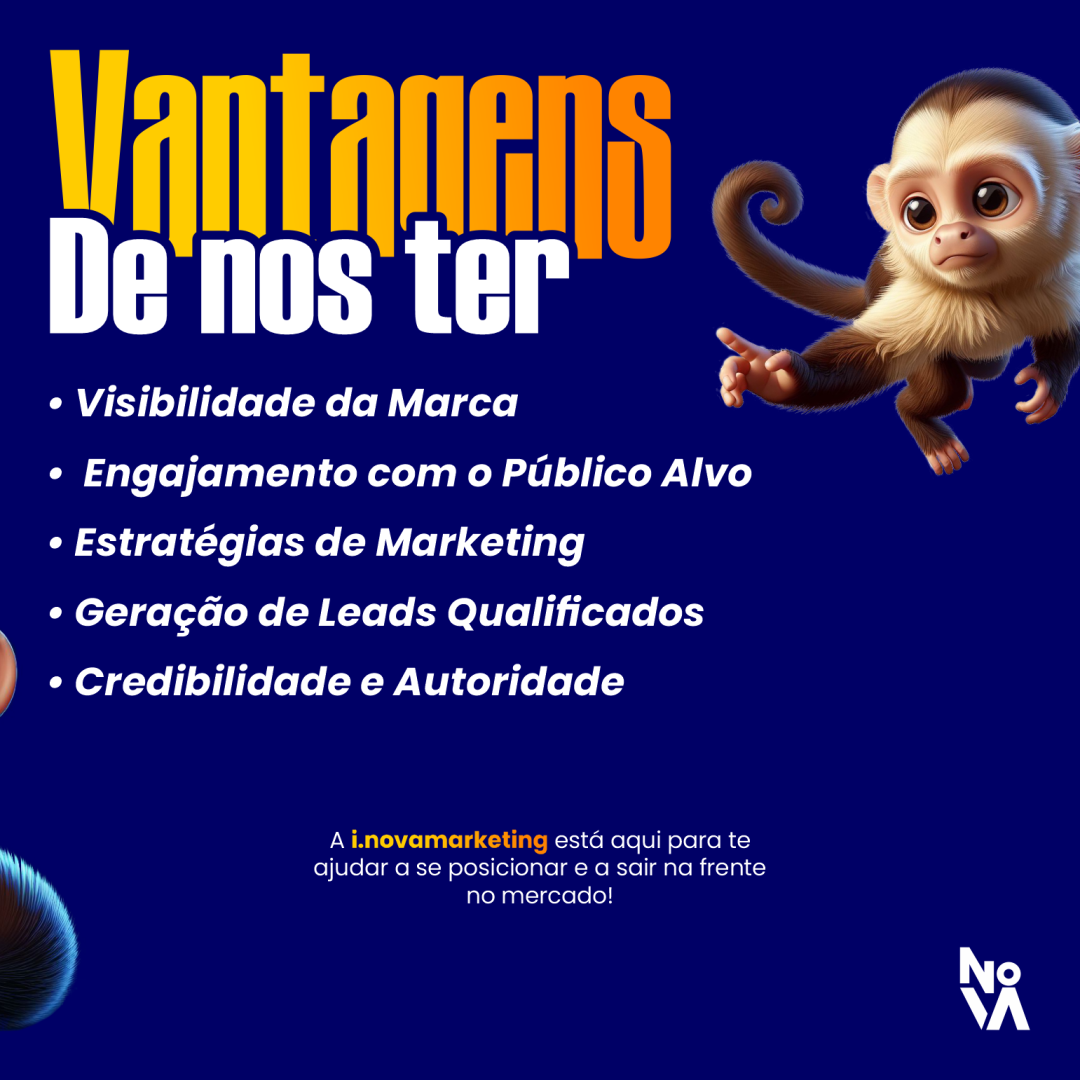 Vantagens
De nos ter
• Visibilidade da Marca
• Engajamento com o Público Alvo
• Estratégias de Marketing
• Geração de Leads Qualificados
• Credibilidade e Autoridade
A i.novamarketing está aqui para te
ajudar a se posicionar e a sair na frente
no mercado!
No
VA